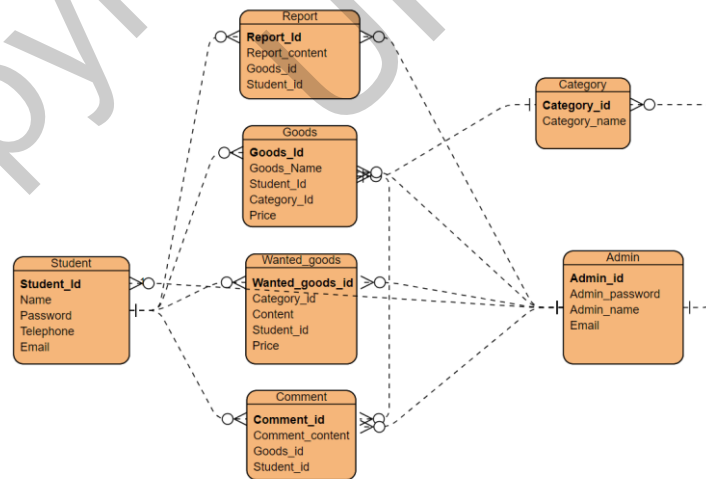 Report
Report_Id
Report_content
Goods_id
Student_Id
Goods
Goods_Id
Goods_Name
Student_Id
Category_Id
Price
Category
Category_id
Category_name
Student
Student_Id
Name
Password
Telephone
Email
Wanted_goods
Wanted_goods_id
Category_id
Content
Student_id
Price
Admin
Admin_id
Admin_password
Admin_name
Email
Comment
Comment_id
Comment_content
Goods_id
Student_id